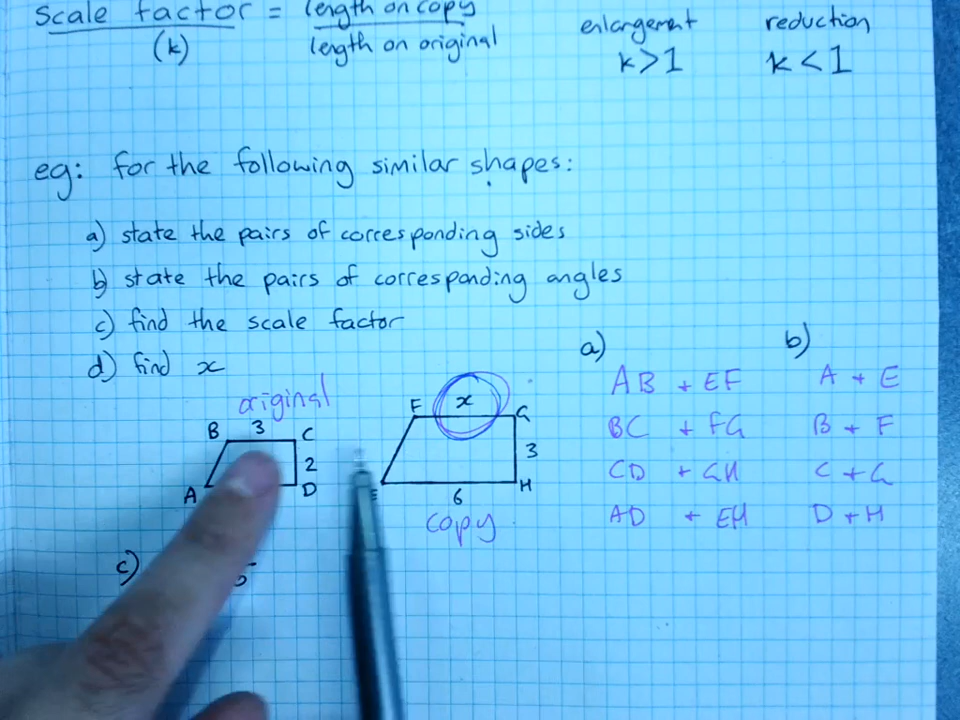 scale factor = length on copy
(k) length on original
enlargement reduction
k > 1 k < 1
eg: for the following similar shapes:
a) state the pairs of corresponding sides
b) state the pairs of corresponding angles
c) find the scale factor
d) find x
a) b)
AB + EF A + E
BC + FG B + F
CD + GH C + G
AD + EH D + H
original
B 3 C
2
A D
F x G
3
E 6 H
copy
c)